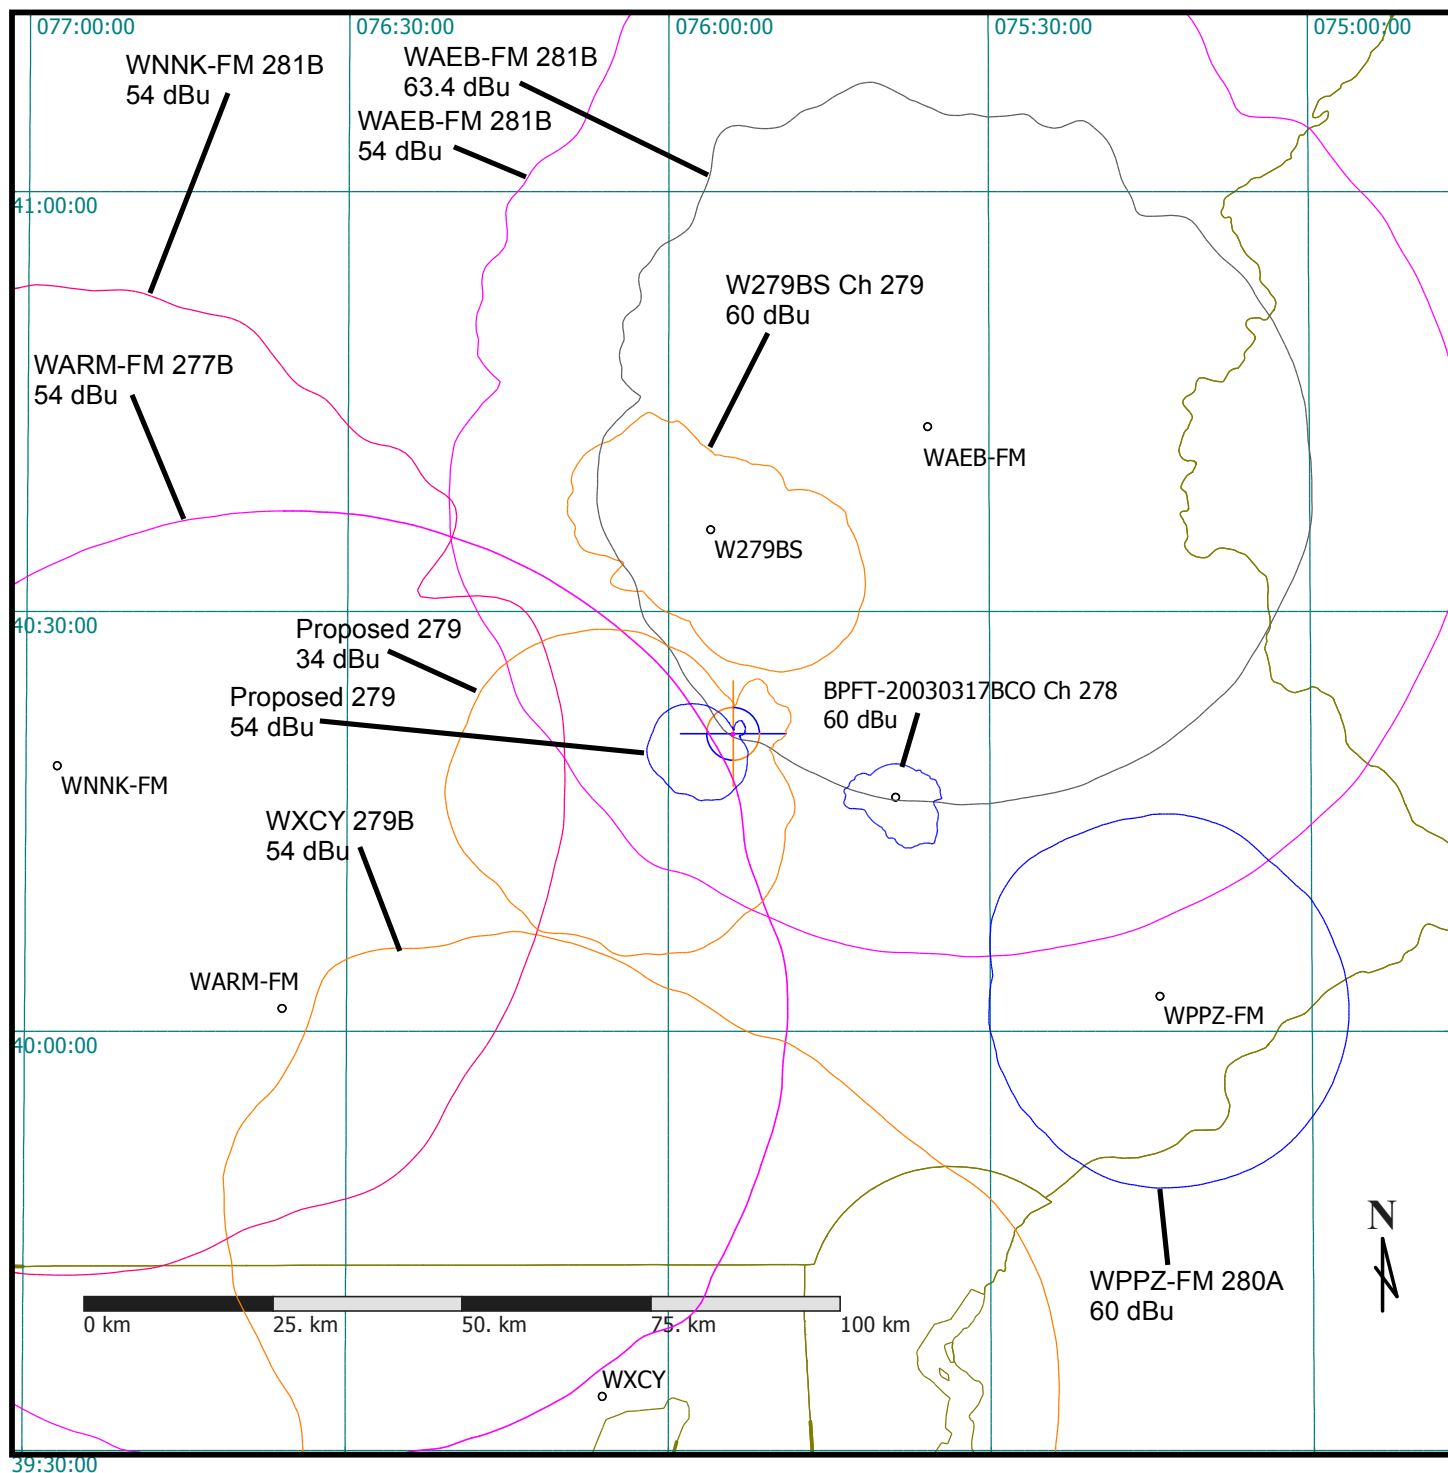 077:00:00
076:30:00
076:00:00
075:30:00
075:00:00
WNNK-FM 281B
54 dBu
WAEB-FM 281B
63.4 dBu
WAEB-FM 281B
54 dBu
41:00:00
W279BS Ch 279
60 dBu
WARM-FM 277B
54 dBu
WAEB-FM
W279BS
40:30:00
Proposed 279
34 dBu
Proposed 279
54 dBu
BPFT-20030317BCO Ch 278
60 dBu
WNNK-FM
WXCY 279B
54 dBu
WARM-FM
WPPZ-FM
40:00:00
N
WPPZ-FM 280A
60 dBu
0 km
25. km
50. km
75. km
100 km
WXCY
39:30:00